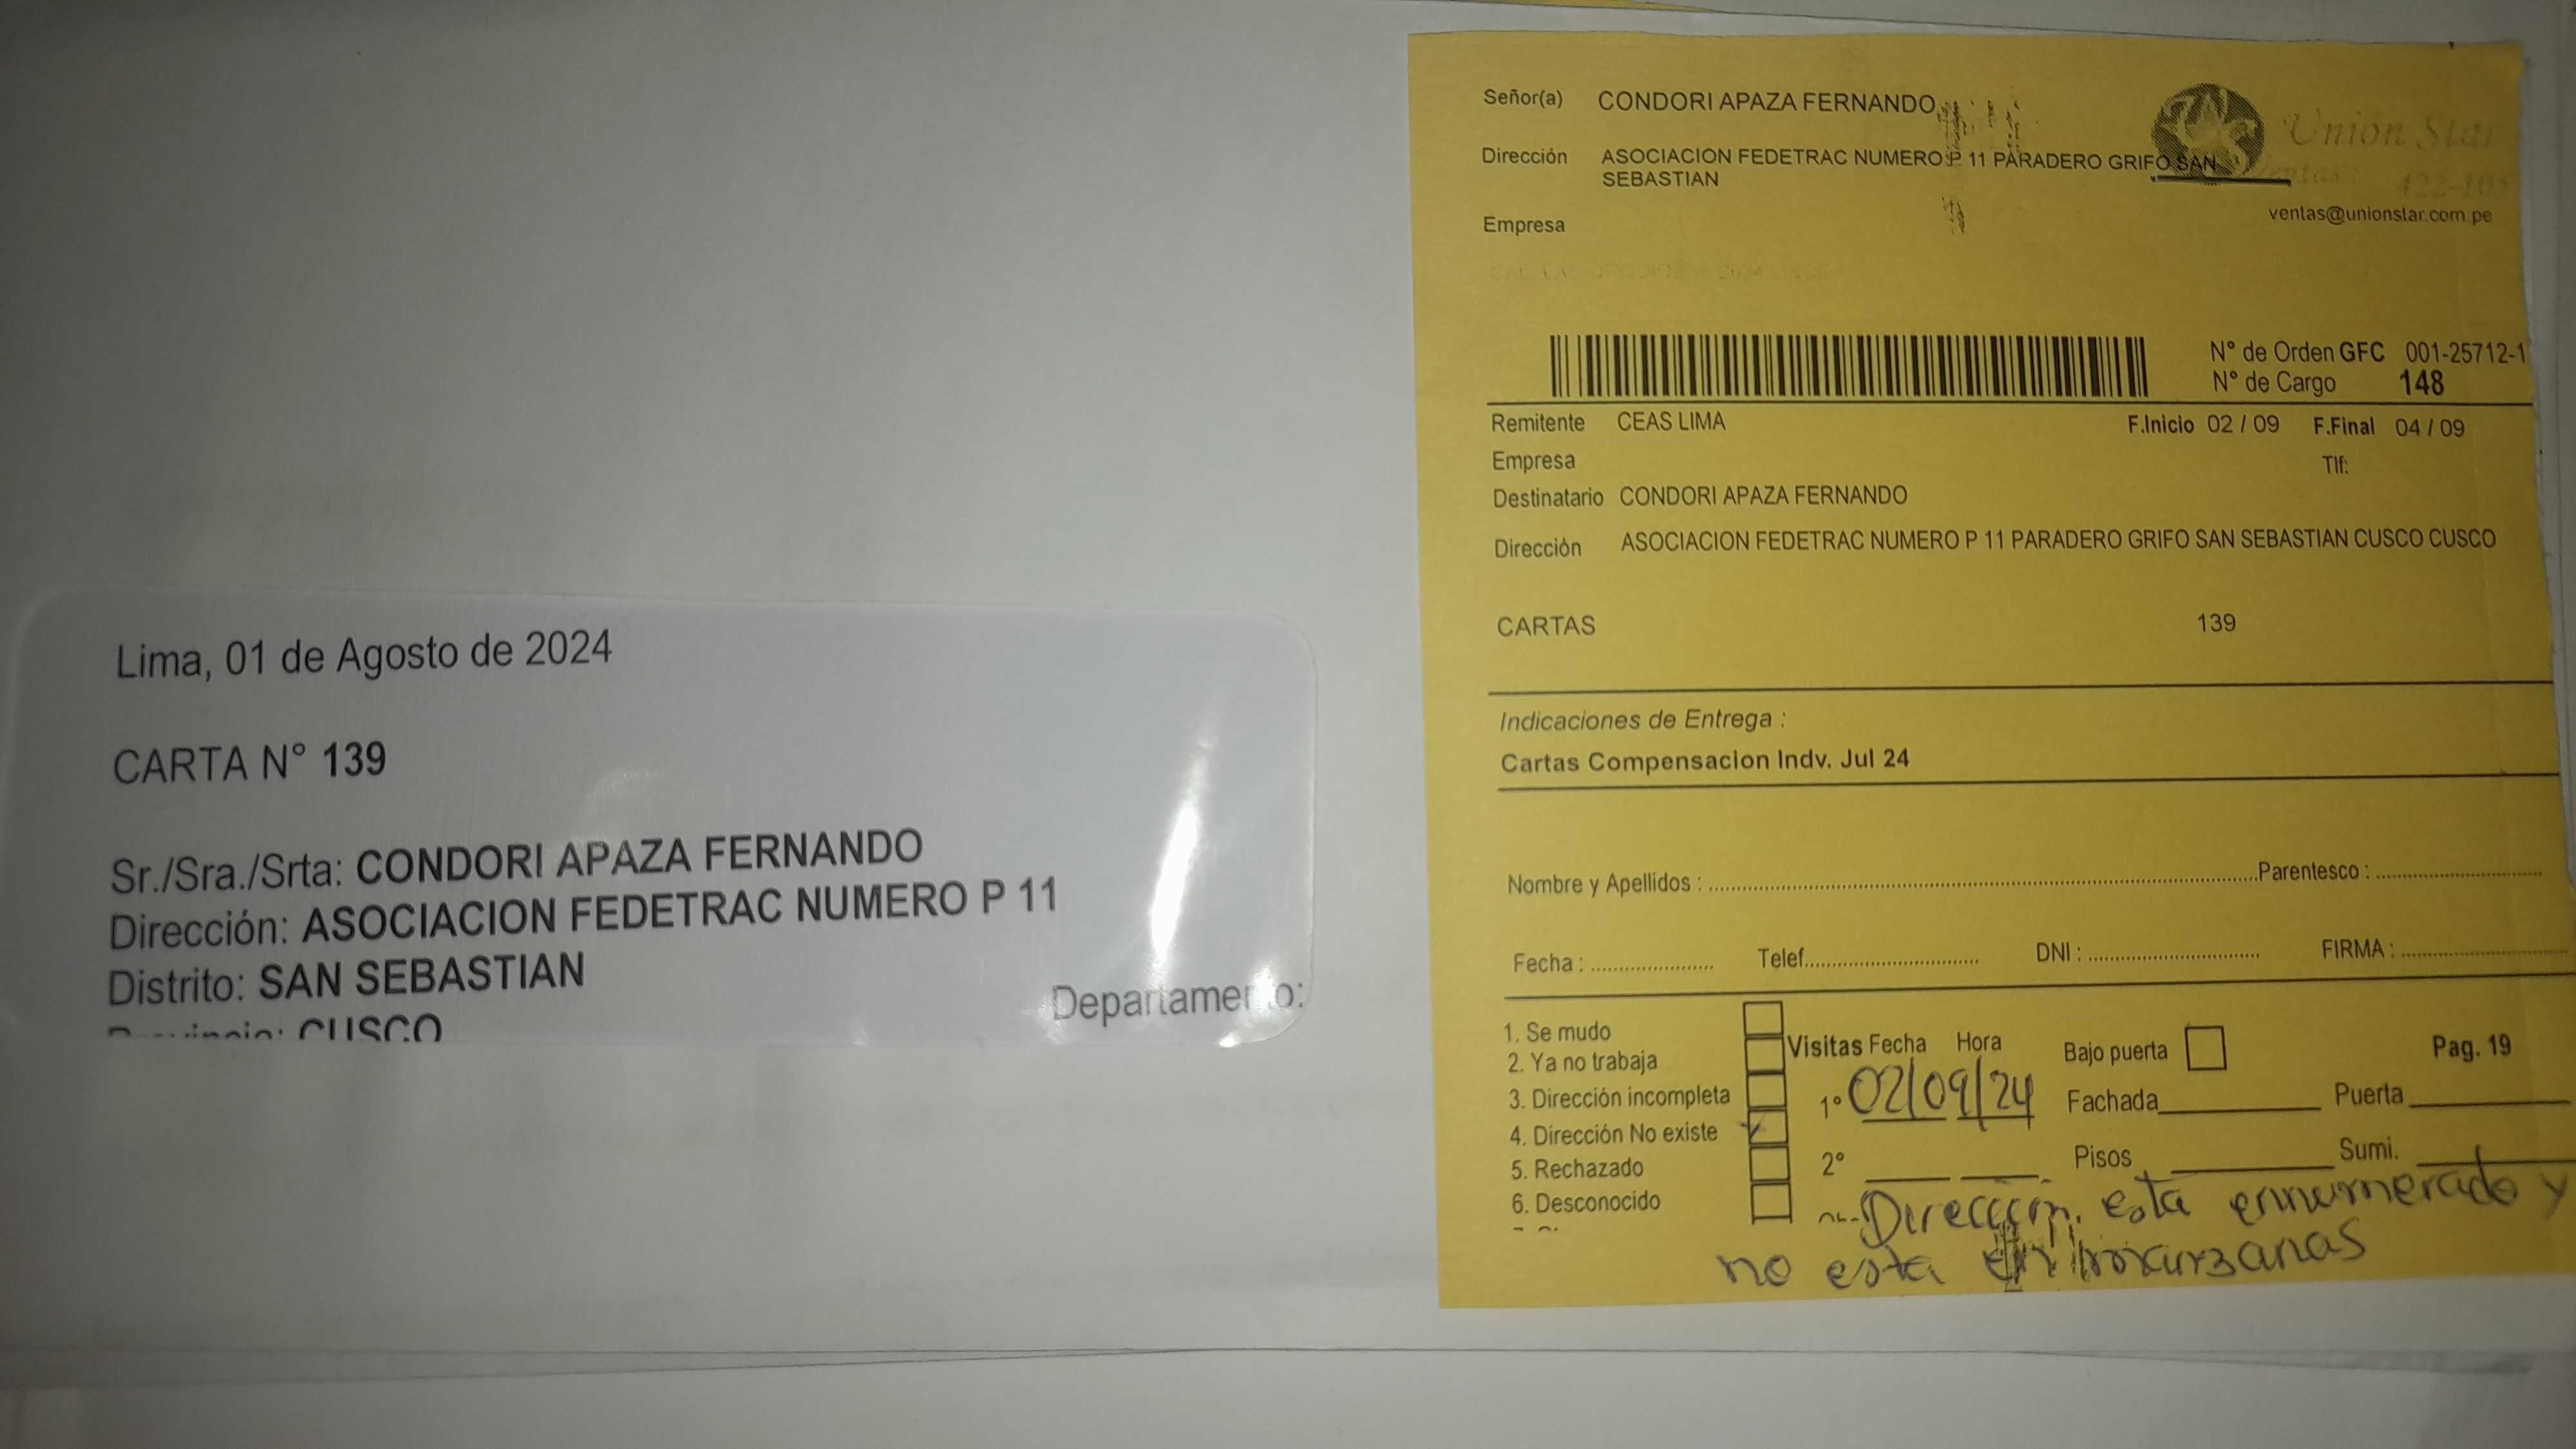 Lima, 01 de Agosto de 2024
CARTA N° 139
Sr./Sra./Srta: CONDORI APAZA FERNANDO
Dirección: ASOCIACION FEDETRAC NUMERO P 11
Distrito: SAN SEBASTIAN
Departamento:
Provincia: CUSCO
Señor(a) CONDORI APAZA FERNANDO
Unión Star
Dirección ASOCIACION FEDETRAC NUMERO P 11 PARADERO GRIFO SAN
SEBASTIAN
ventas@unionstar.com.pe
Empresa
N° de Orden GFC 001-25712-1
N° de Cargo 148
Remitente CEAS LIMA F.Inicio 02 / 09 F.Final 04 / 09
Empresa Tlf:
Destinatario CONDORI APAZA FERNANDO
Dirección ASOCIACION FEDETRAC NUMERO P 11 PARADERO GRIFO SAN SEBASTIAN CUSCO CUSCO
CARTAS 139
Indicaciones de Entrega :
Cartas Compensacion Indv. Jul 24
Nombre y Apellidos : Parentesco :
Fecha : Telef. DNI : FIRMA :
1. Se mudo
2. Ya no trabaja
3. Dirección incompleta
4. Dirección No existe
5. Rechazado
6. Desconocido
Visitas Fecha Hora Bajo puerta Pag. 19
1° 02/09/24 Fachada Puerta
2° Pisos Sumi.
Dirección. esta ennumerado y
no esta en manzanas